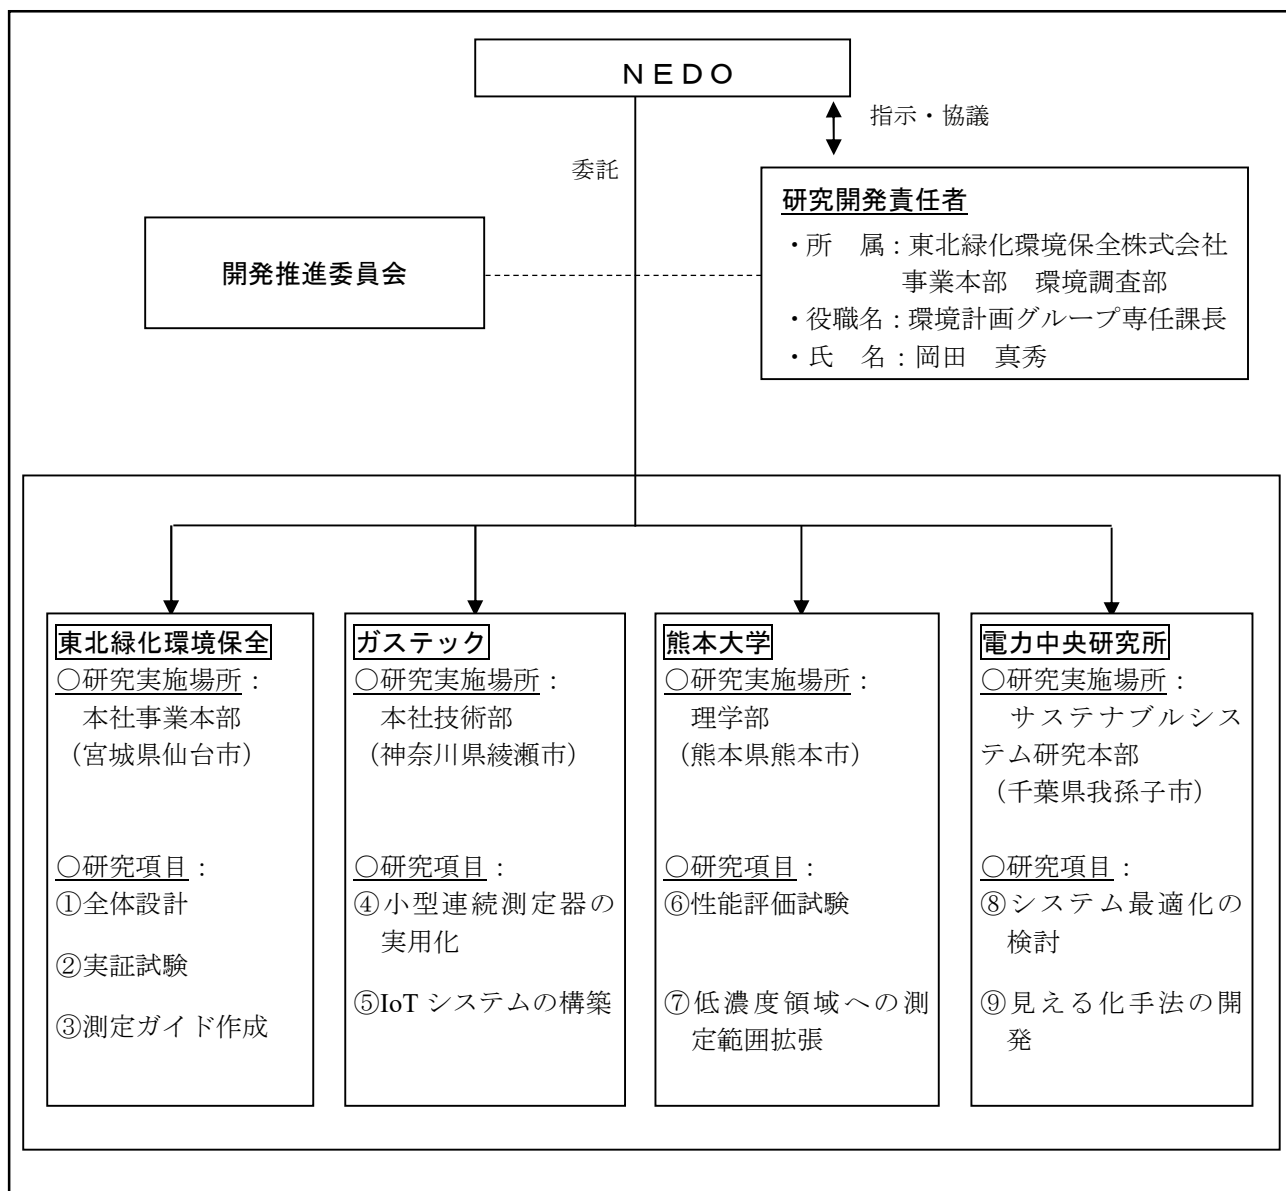 ＮＥＤＯ
指示・協議
委託
研究開発責任者
・所　属：東北緑化環境保全株式会社
事業本部　環境調査部
・役職名：環境計画グループ専任課長
・氏　名：岡田　真秀
開発推進委員会
東北緑化環境保全
○研究実施場所：
本社事業本部
（宮城県仙台市）
○研究項目：
①全体設計
②実証試験
③測定ガイド作成
ガステック
○研究実施場所：
本社技術部
（神奈川県綾瀬市）
○研究項目：
④小型連続測定器の
実用化
⑤IoT システムの構築
熊本大学
○研究実施場所：
理学部
（熊本県熊本市）
○研究項目：
⑥性能評価試験
⑦低濃度領域への測
定範囲拡張
電力中央研究所
○研究実施場所：
サステナブルシス
テム研究本部
（千葉県我孫子市）
○研究項目：
⑧システム最適化の
検討
⑨見える化手法の開
発